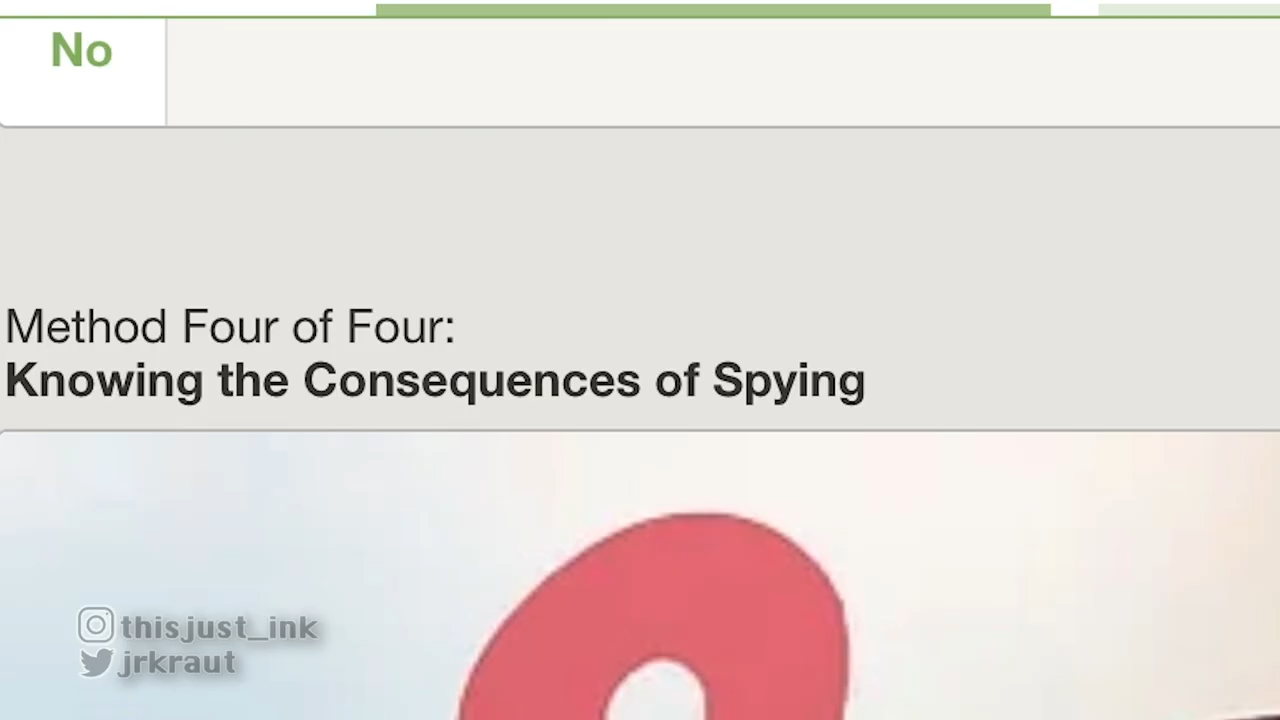 No
Method Four of Four:
Knowing the Consequences of Spying
thisjust_ink
jrkraut